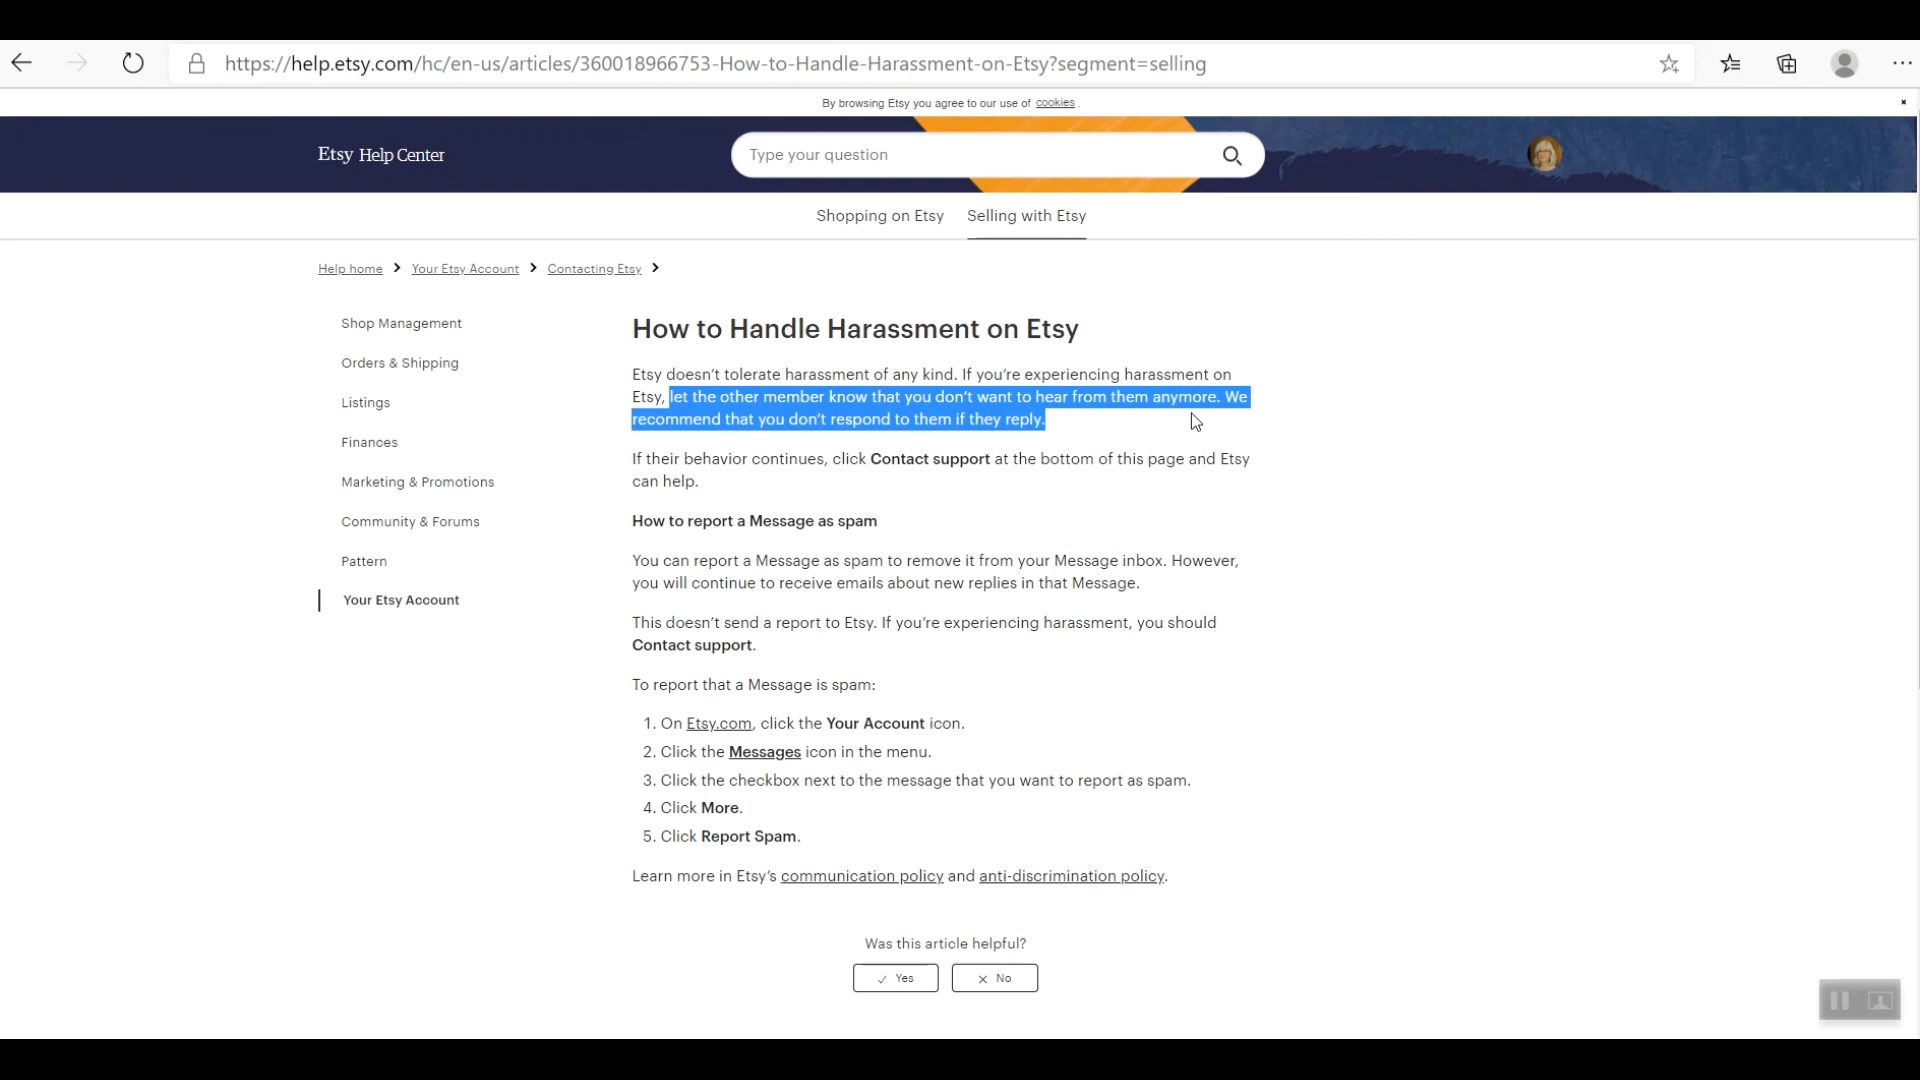 https://help.etsy.com/hc/en-us/articles/360018966753-How-to-Handle-Harassment-on-Etsy?segment=selling
By browsing Etsy you agree to our use of cookies .
Etsy Help Center
Type your question
Shopping on Etsy Selling with Etsy
Help home > Your Etsy Account > Contacting Etsy >
Shop Management
Orders & Shipping
Listings
Finances
Marketing & Promotions
Community & Forums
Pattern
Your Etsy Account
How to Handle Harassment on Etsy
Etsy doesn't tolerate harassment of any kind. If you're experiencing harassment on
Etsy, let the other member know that you don't want to hear from them anymore. We
recommend that you don't respond to them if they reply.
If their behavior continues, click Contact support at the bottom of this page and Etsy
can help.
How to report a Message as spam
You can report a Message as spam to remove it from your Message inbox. However,
you will continue to receive emails about new replies in that Message.
This doesn't send a report to Etsy. If you're experiencing harassment, you should
Contact support.
To report that a Message is spam:
1. On Etsy.com, click the Your Account icon.
2. Click the Messages icon in the menu.
3. Click the checkbox next to the message that you want to report as spam.
4. Click More.
5. Click Report Spam.
Learn more in Etsy's communication policy and anti-discrimination policy.
Was this article helpful?
Yes No